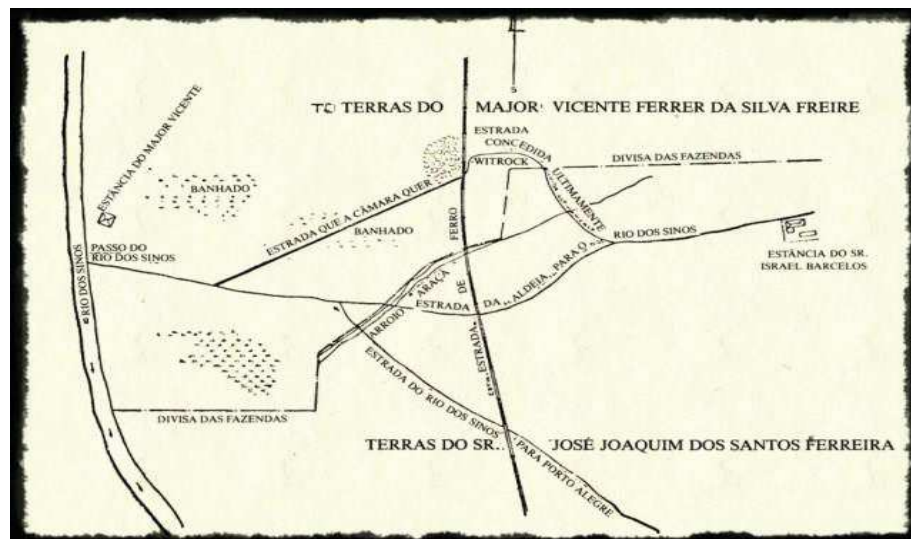 S
TERRAS DO MAJOR VICENTE FERRER DA SILVA FREIRE
ESTÂNCIA DO MAJOR VICENTE
ESTRADA
CONCEDIDA
WITROCK
ULTIMAMENTE
DIVISA DAS FAZENDAS
BANHADO
ESTRADA QUE A CÂMARA QUER
BANHADO
PASSO DO
RIO DOS SINOS
RIO DOS SINOS
RIO DOS SINOS
ESTÂNCIA DO SR.
ISRAEL BARCELOS
ESTRADA DE FERRO
ARROIO ARAÇÁ
ESTRADA DA ALDEIA PARA O
ESTRADA DO RIO DOS SINOS PARA PORTO ALEGRE
DIVISA DAS FAZENDAS
TERRAS DO SR. JOSÉ JOAQUIM DOS SANTOS FERREIRA